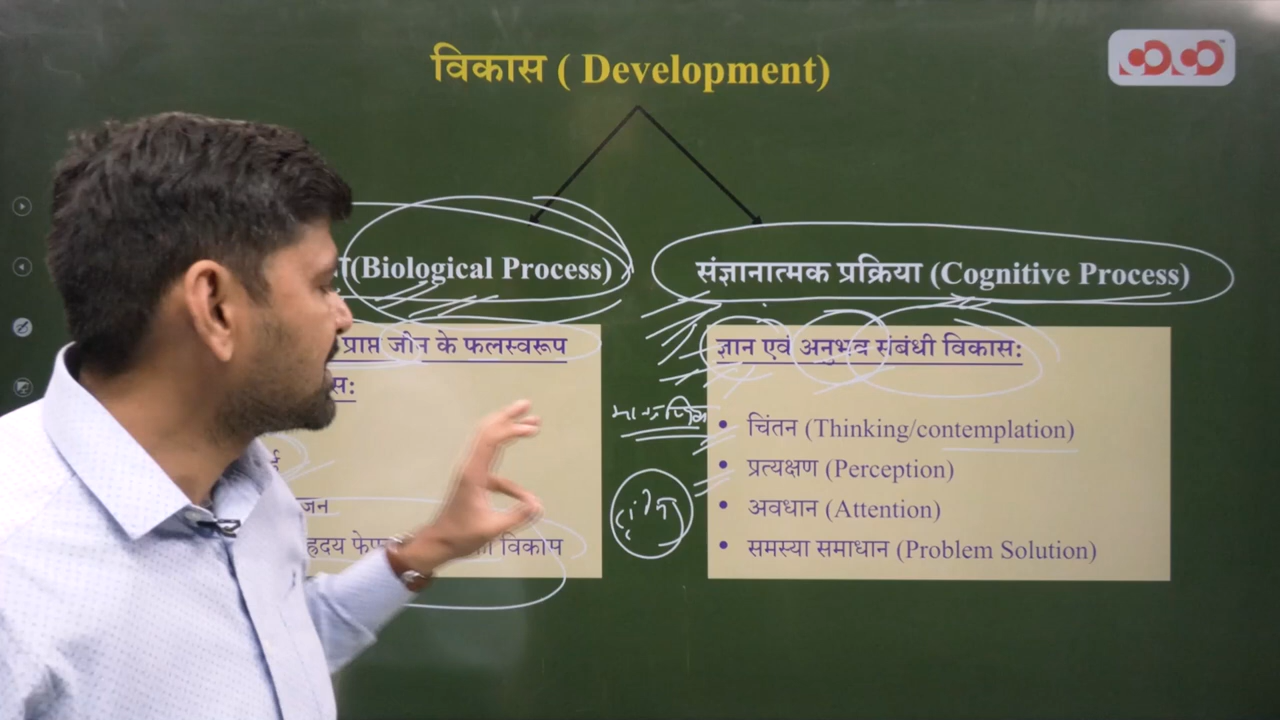 विकास ( Development)
(Biological Process)
संज्ञानात्मक प्रक्रिया (Cognitive Process)
प्राप्त जीन के फलस्वरूप
ज्ञान एवं अनुभव संबंधी विकास:
• चिंतन (Thinking/contemplation)
• प्रत्यक्षण (Perception)
• अवधान (Attention)
• समस्या समाधान (Problem Solution)
हृदय
विकास